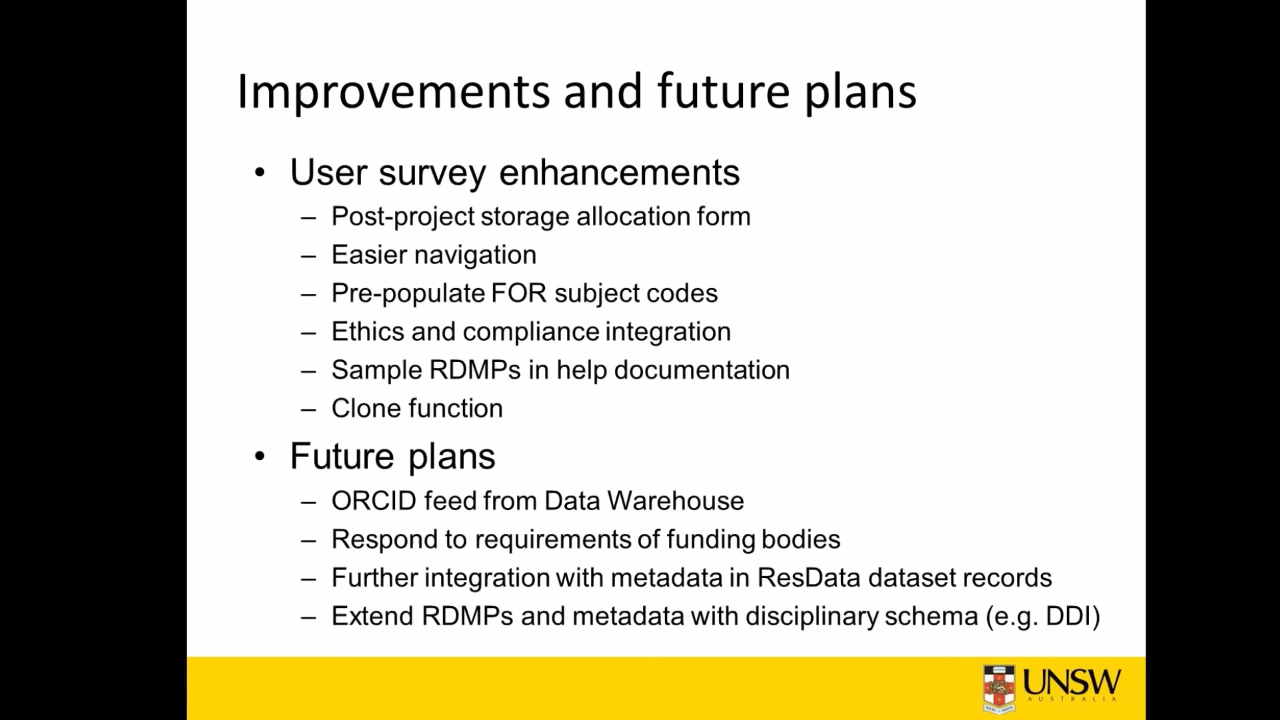 Improvements and future plans
• User survey enhancements
– Post-project storage allocation form
– Easier navigation
– Pre-populate FOR subject codes
– Ethics and compliance integration
– Sample RDMPs in help documentation
– Clone function
• Future plans
– ORCID feed from Data Warehouse
– Respond to requirements of funding bodies
– Further integration with metadata in ResData dataset records
– Extend RDMPs and metadata with disciplinary schema (e.g. DDI)
UNSW
AUSTRALIA